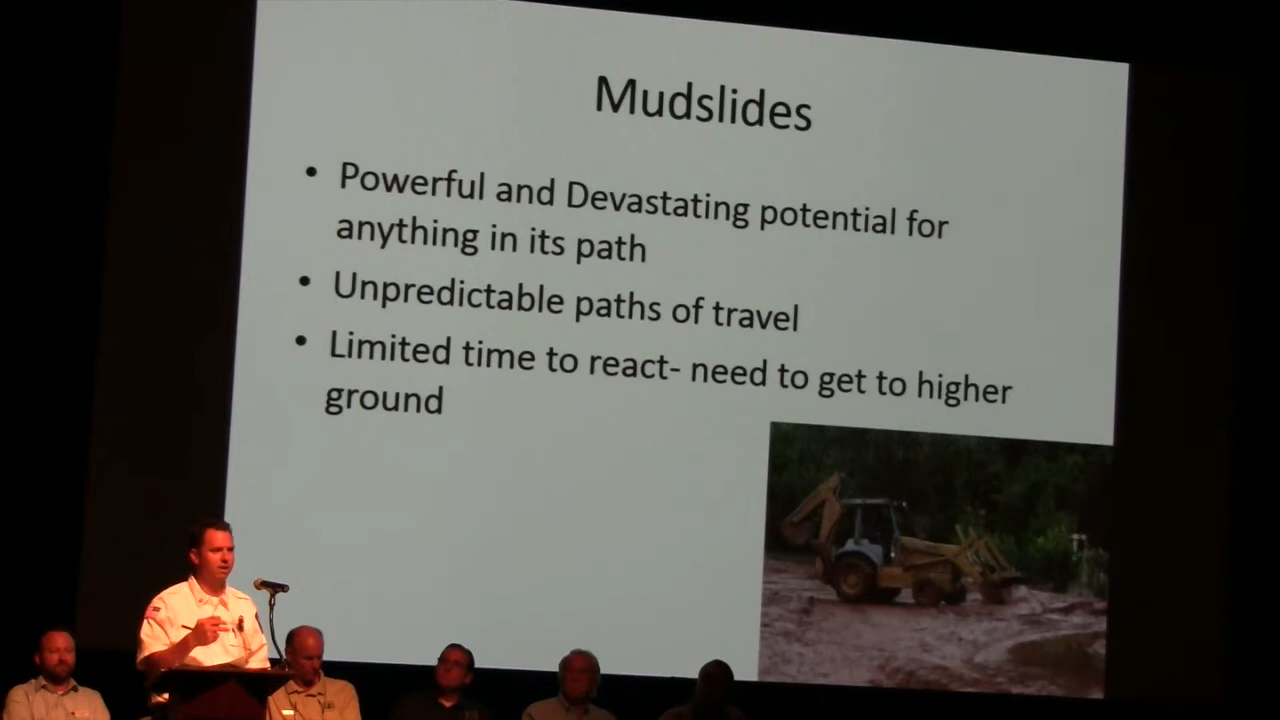 Mudslides
• Powerful and Devastating potential for
anything in its path
• Unpredictable paths of travel
• Limited time to react- need to get to higher
ground